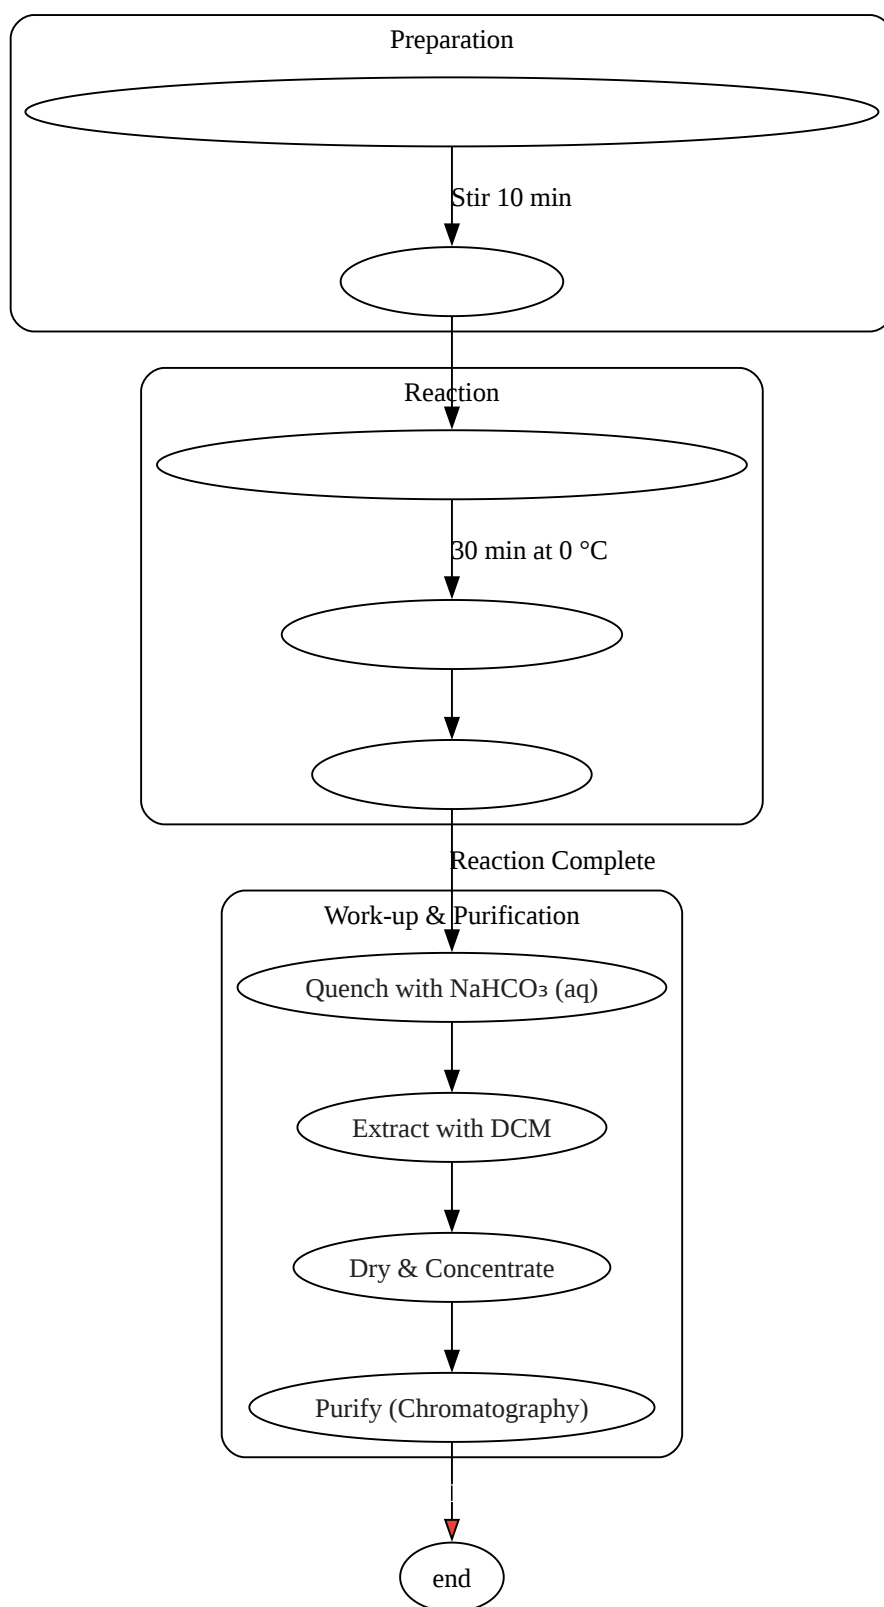 Preparation
Stir 10 min
Reaction
30 min at 0 °C
Reaction Complete
Work-up & Purification
Quench with NaHCO₃ (aq)
Extract with DCM
Dry & Concentrate
Purify (Chromatography)
end